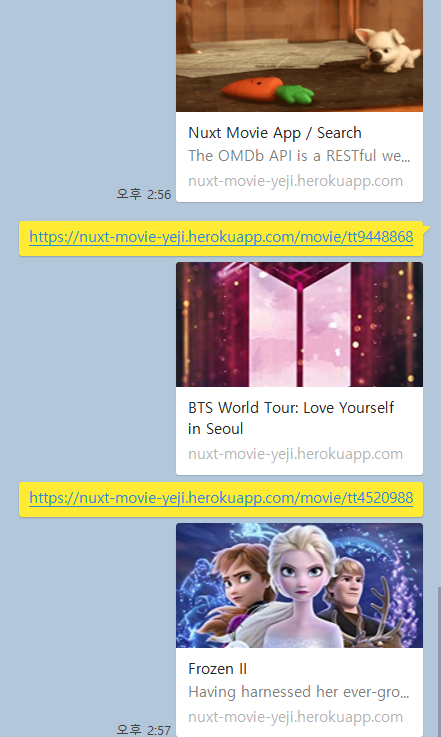 Nuxt Movie App / Search
The OMDb API is a RESTful we...
nuxt-movie-yeji.herokuapp.com
오후 2:56
https://nuxt-movie-yeji.herokuapp.com/movie/tt9448868
BTS World Tour: Love Yourself
in Seoul
nuxt-movie-yeji.herokuapp.com
https://nuxt-movie-yeji.herokuapp.com/movie/tt4520988
Frozen II
Having harnessed her ever-gro...
nuxt-movie-yeji.herokuapp.com
오후 2:57